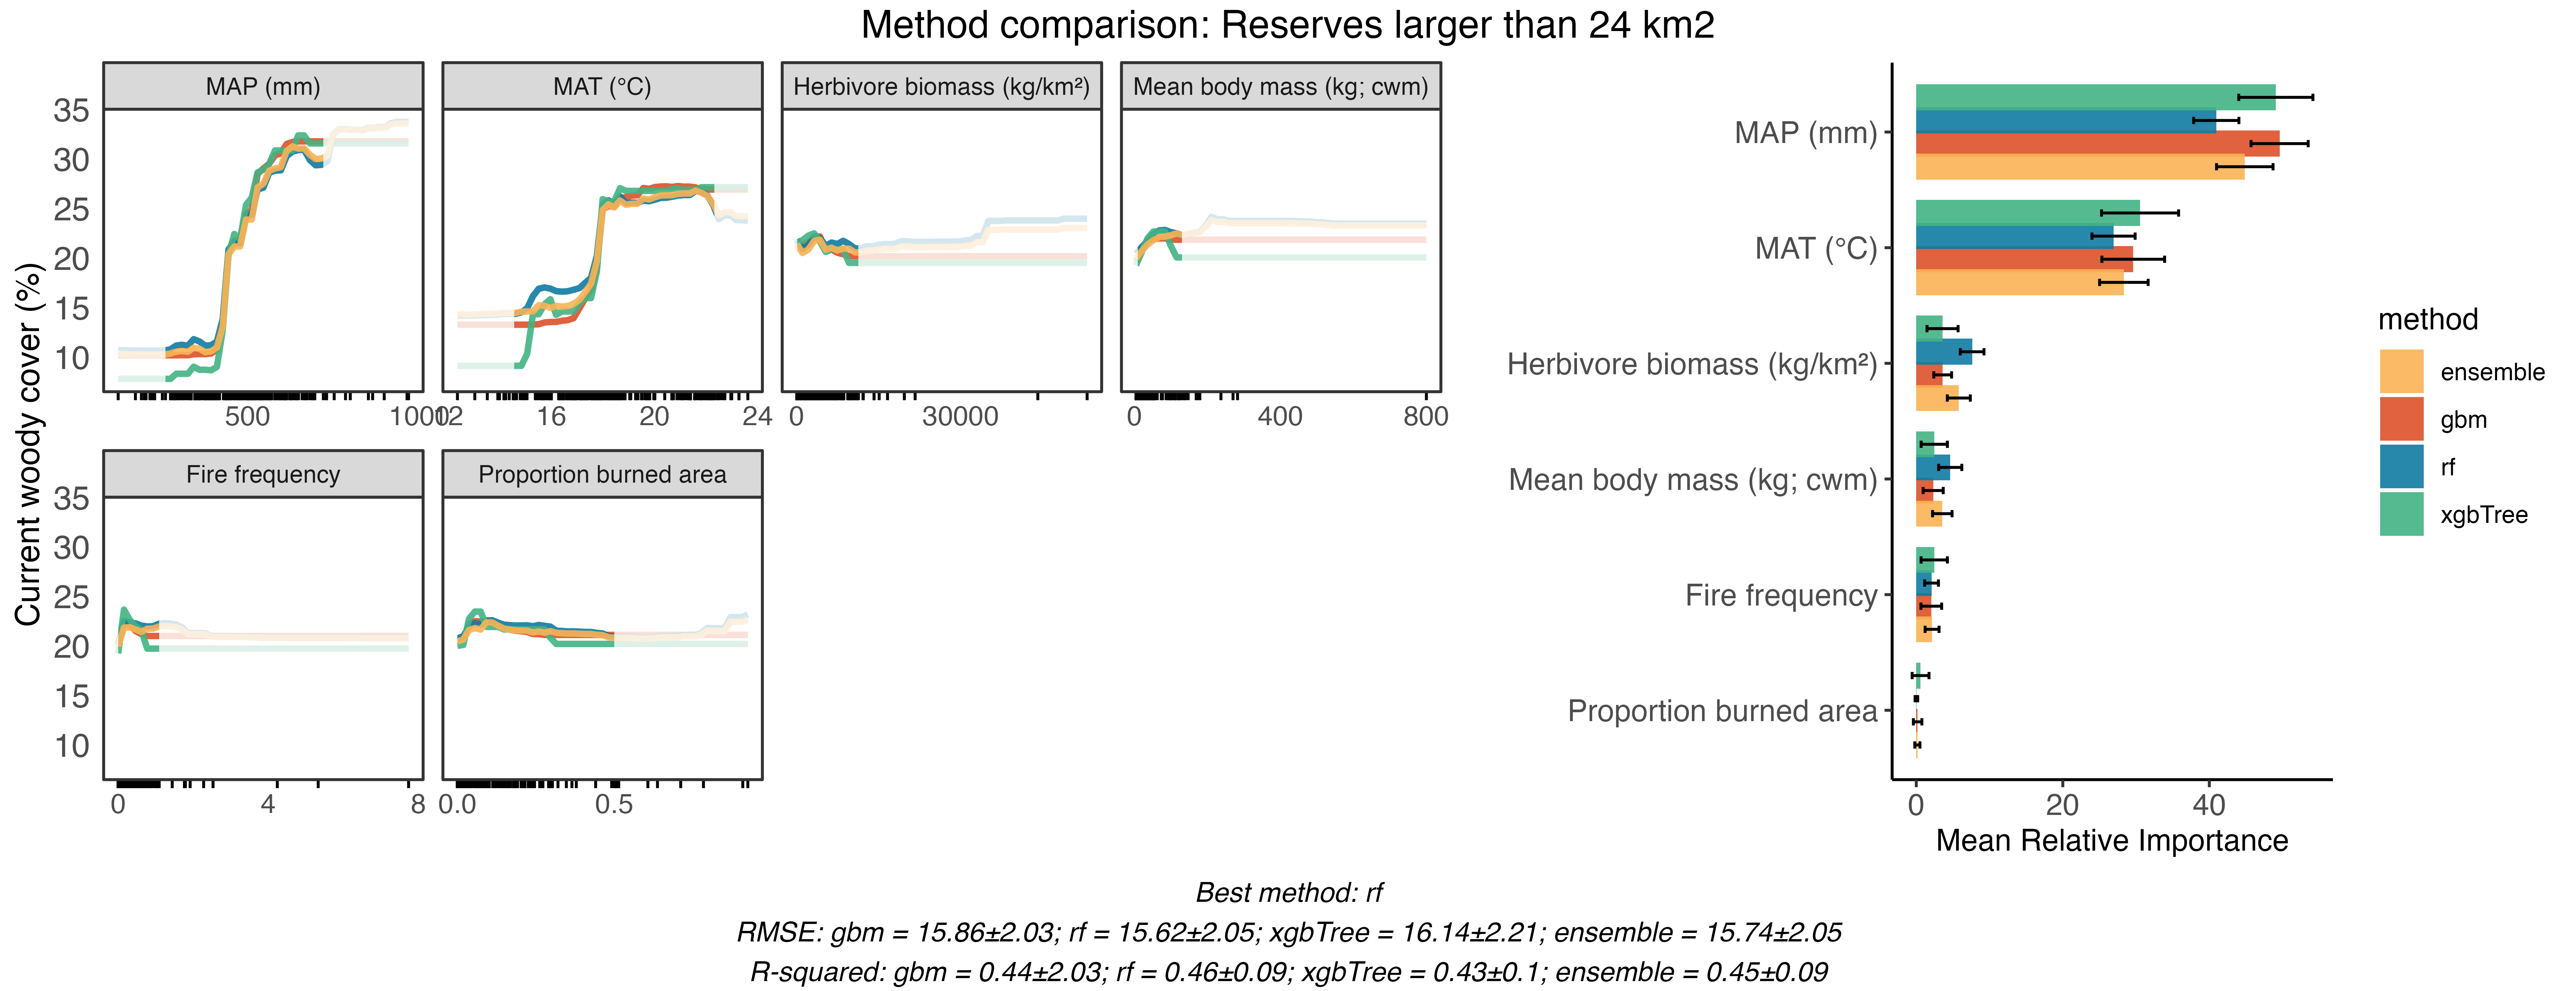 Method comparison: Reserves larger than 24 km2
MAP (mm)
MAT (°C)
Herbivore biomass (kg/km²)
Mean body mass (kg; cwm)
Current woody cover (%)
35
30
25
20
15
10
500
1000
12
16
20
24
0
30000
0
400
800
Fire frequency
Proportion burned area
35
30
25
20
15
10
0
4
8
0.0
0.5
MAP (mm)
MAT (°C)
Herbivore biomass (kg/km²)
Mean body mass (kg; cwm)
Fire frequency
Proportion burned area
0
20
40
Mean Relative Importance
method
ensemble
gbm
rf
xgbTree
Best method: rf
RMSE: gbm = 15.86±2.03; rf = 15.62±2.05; xgbTree = 16.14±2.21; ensemble = 15.74±2.05
R-squared: gbm = 0.44±2.03; rf = 0.46±0.09; xgbTree = 0.43±0.1; ensemble = 0.45±0.09